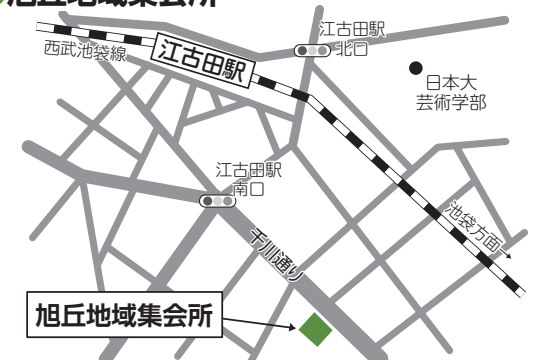 旭丘地域集会所
江古田駅
北口
西武池袋線
江古田駅
日本大
芸術学部
江古田駅
南口
池袋方面
千川通り
旭丘地域集会所